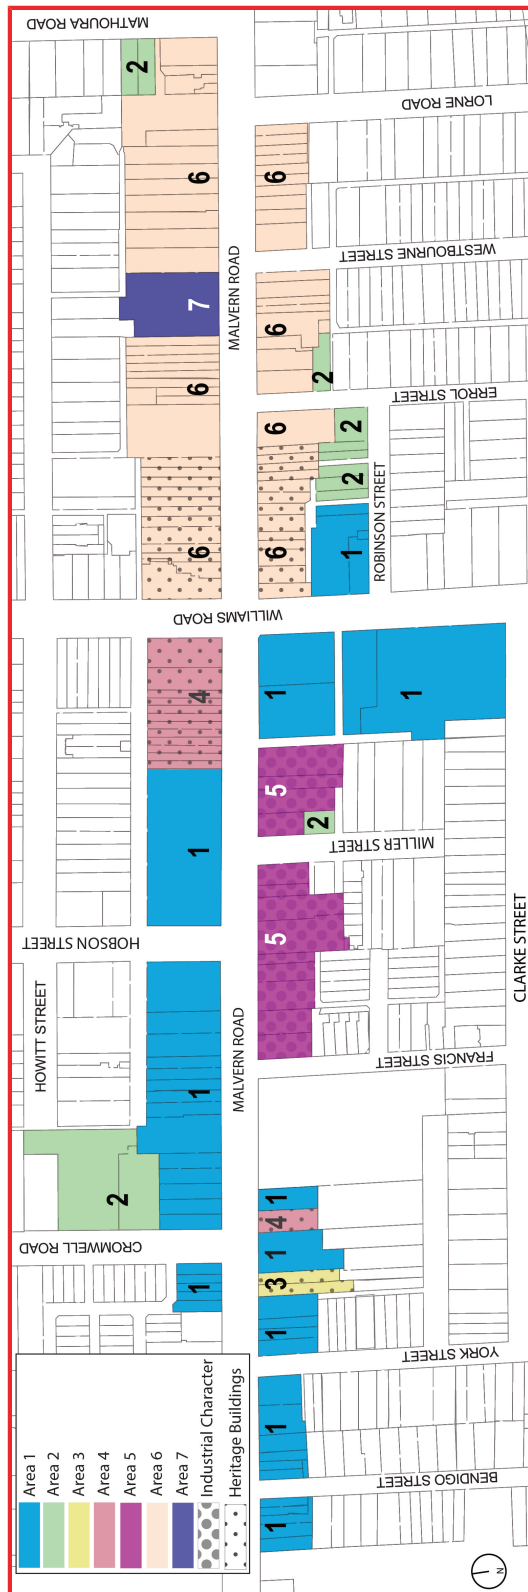 Area 1
Area 2
Area 3
Area 4
Area 5
Area 6
Area 7
Industrial Character
Heritage Buildings
CROMWELL ROAD
HOWITT STREET
HOBSON STREET
WILLIAMS ROAD
MATHOURA ROAD
1
2
1
1
4
6
6
7
6
2
MALVERN ROAD
MALVERN ROAD
1
1
1
3
1
4
1
5
5
2
1
1
6
1
2
6
2
6
2
6
BENDIGO STREET
YORK STREET
FRANCIS STREET
MILLER STREET
CLARKE STREET
ROBINSON STREET
ERROL STREET
WESTBOURNE STREET
LORNE ROAD
N